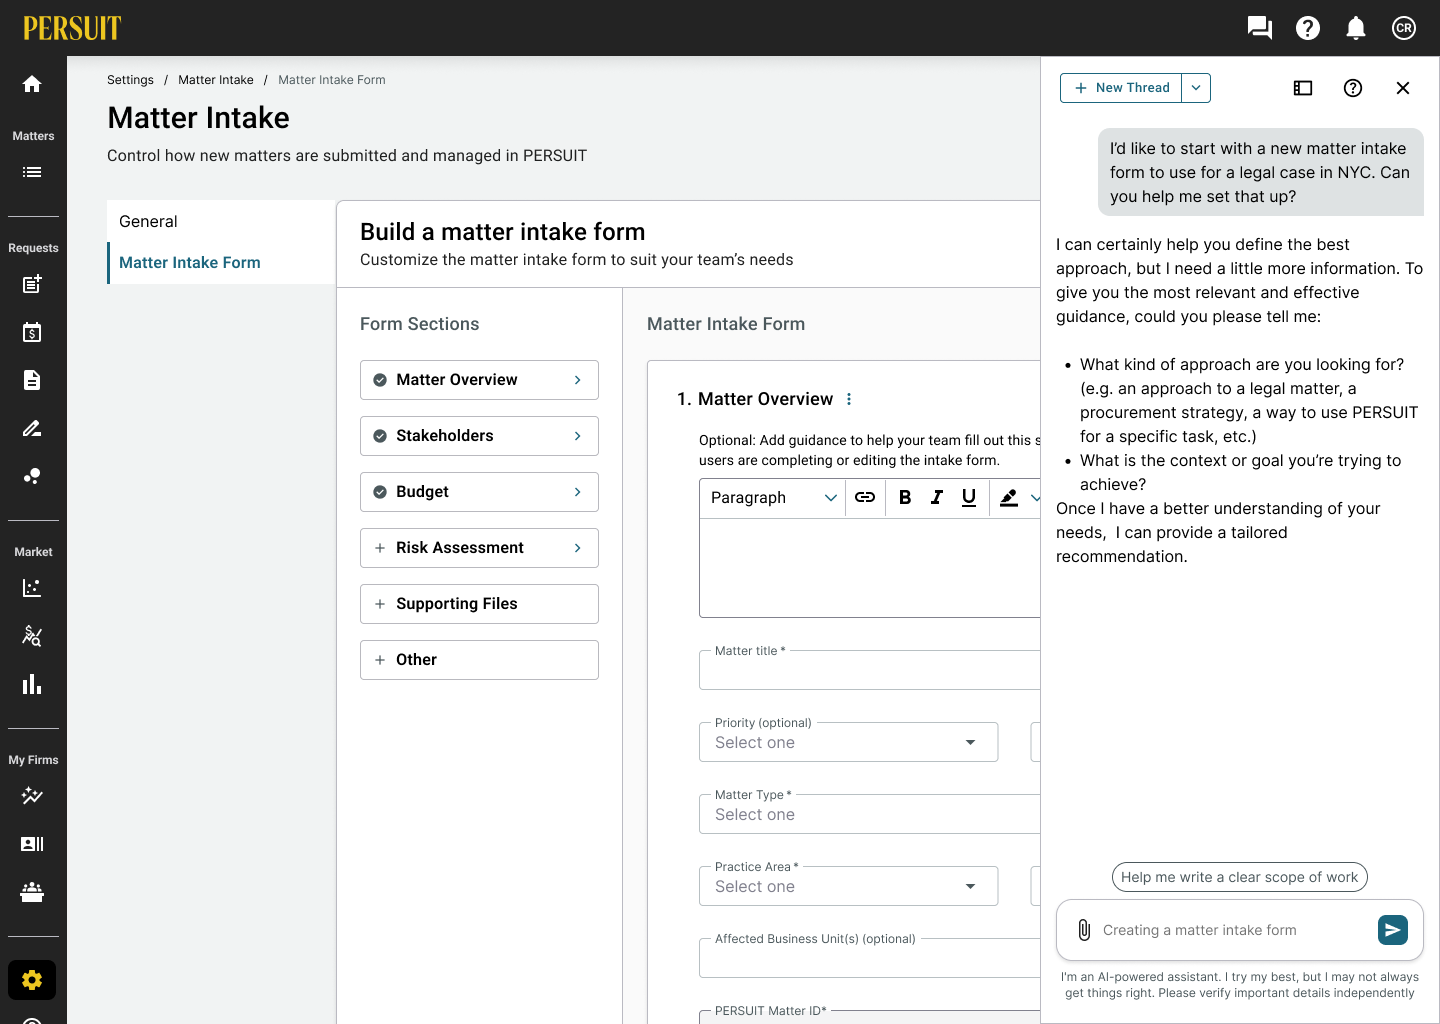 PERSUIT
CR
Matters
Requests
Market
My Firms
Settings / Matter Intake / Matter Intake Form
Matter Intake
Control how new matters are submitted and managed in PERSUIT
General
Matter Intake Form
Build a matter intake form
Customize the matter intake form to suit your team's needs
Form Sections
Matter Overview
Stakeholders
Budget
Risk Assessment
Supporting Files
Other
Matter Intake Form
1. Matter Overview
Optional: Add guidance to help your team fill out this s
users are completing or editing the intake form.
Paragraph B I U
Matter title *
Priority (optional)
Select one
Matter Type *
Select one
Practice Area *
Select one
Affected Business Unit(s) (optional)
PERSUIT Matter ID*
+ New Thread
I'd like to start with a new matter intake
form to use for a legal case in NYC. Can
you help me set that up?
I can certainly help you define the best
approach, but I need a little more information. To
give you the most relevant and effective
guidance, could you please tell me:
• What kind of approach are you looking for?
(e.g. an approach to a legal matter, a
procurement strategy, a way to use PERSUIT
for a specific task, etc.)
• What is the context or goal you're trying to
achieve?
Once I have a better understanding of your
needs,  I can provide a tailored
recommendation.
Help me write a clear scope of work
Creating a matter intake form
I'm an AI-powered assistant. I try my best, but I may not always
get things right. Please verify important details independently